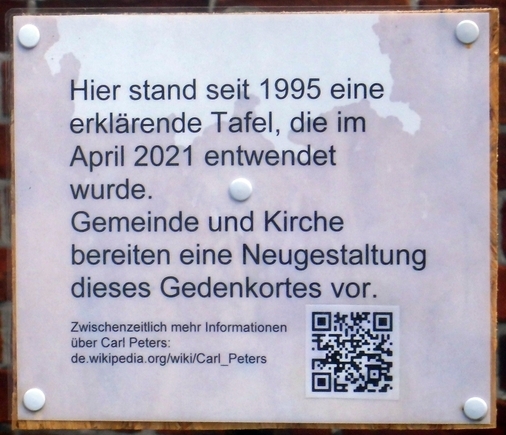 Hier stand seit 1995 eine
erklärende Tafel, die im
April 2021 entwendet
wurde.
Gemeinde und Kirche
bereiten eine Neugestaltung
dieses Gedenkortes vor.
Zwischenzeitlich mehr Informationen
über Carl Peters:
de.wikipedia.org/wiki/Carl_Peters